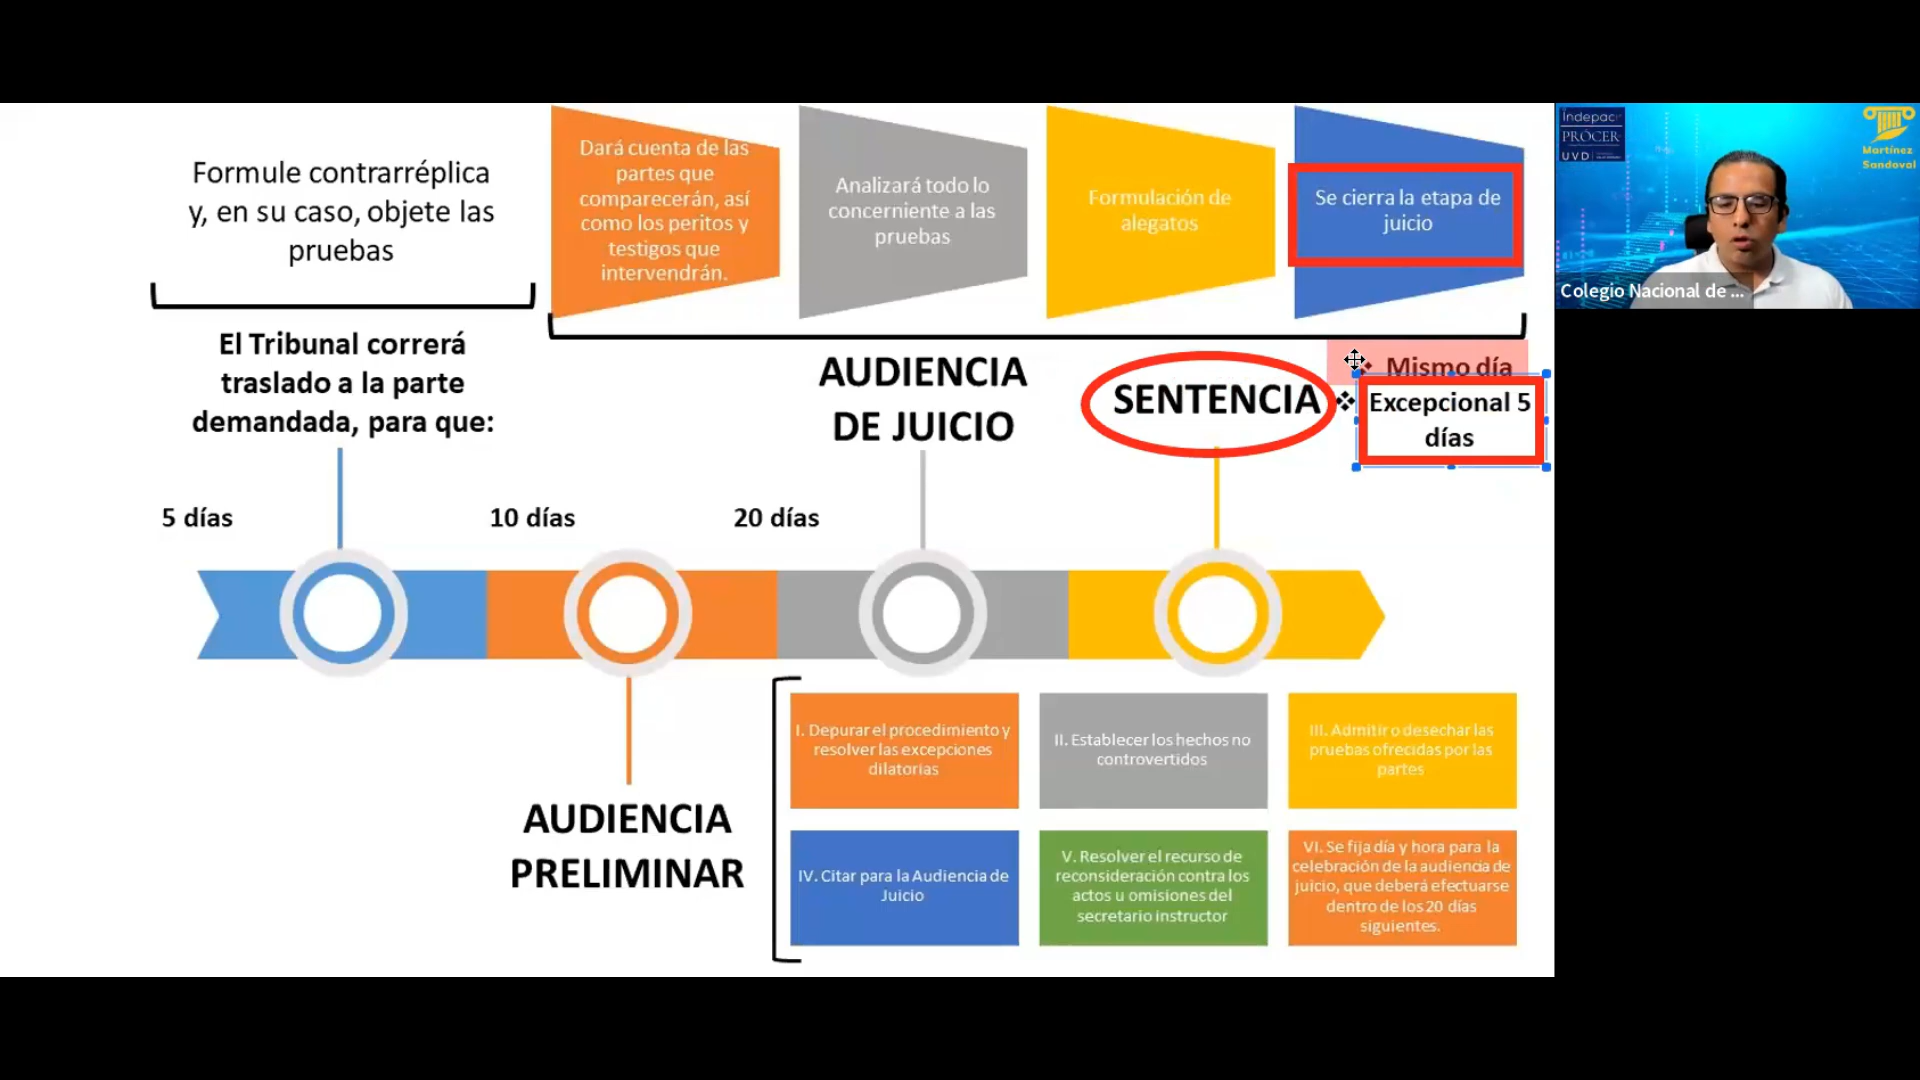 Formule contrarréplica
y, en su caso, objete las
pruebas
Dará cuenta de las
partes que
comparecerán, así
como los peritos y
testigos que
intervendrán.
Analizará todo lo
concerniente a las
pruebas
Formulación de
alegatos
Se cierra la etapa de
juicio
PRÓCER
UVD
Martínez
Sandoval
Colegio Nacional de ...
El Tribunal correrá
traslado a la parte
demandada, para que:
AUDIENCIA
DE JUICIO
SENTENCIA
Mismo día
Excepcional 5
días
5 días
10 días
20 días
AUDIENCIA
PRELIMINAR
I. Depurar el procedimiento y
resolver las excepciones
dilatorias
II. Establecer los hechos no
controvertidos
III. Admitir o desechar las
pruebas ofrecidas por las
partes
IV. Citar para la Audiencia de
Juicio
V. Resolver el recurso de
reconsideración contra los
actos u omisiones del
secretario instructor
VI. Se fija día y hora para la
celebración de la audiencia de
juicio, que deberá efectuarse
dentro de los 20 días
siguientes.